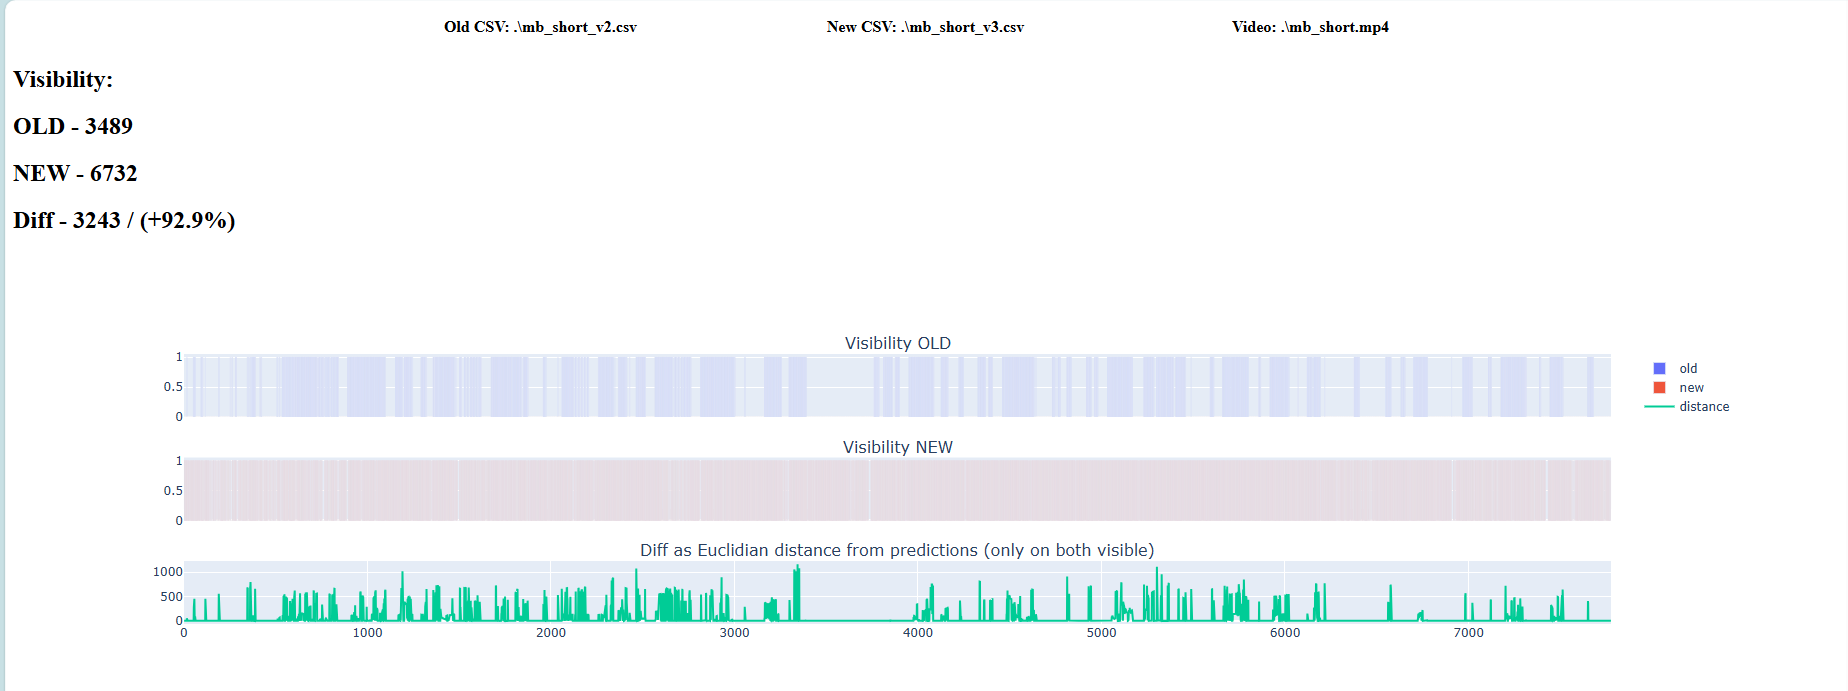 Old CSV: .\mb_short_v2.csv New CSV: .\mb_short_v3.csv Video: .\mb_short.mp4
Visibility:
OLD - 3489
NEW - 6732
Diff - 3243 / (+92.9%)
Visibility OLD
1
0.5
0
old
new
distance
Visibility NEW
1
0.5
0
Diff as Euclidian distance from predictions (only on both visible)
1000
500
0
0 1000 2000 3000 4000 5000 6000 7000